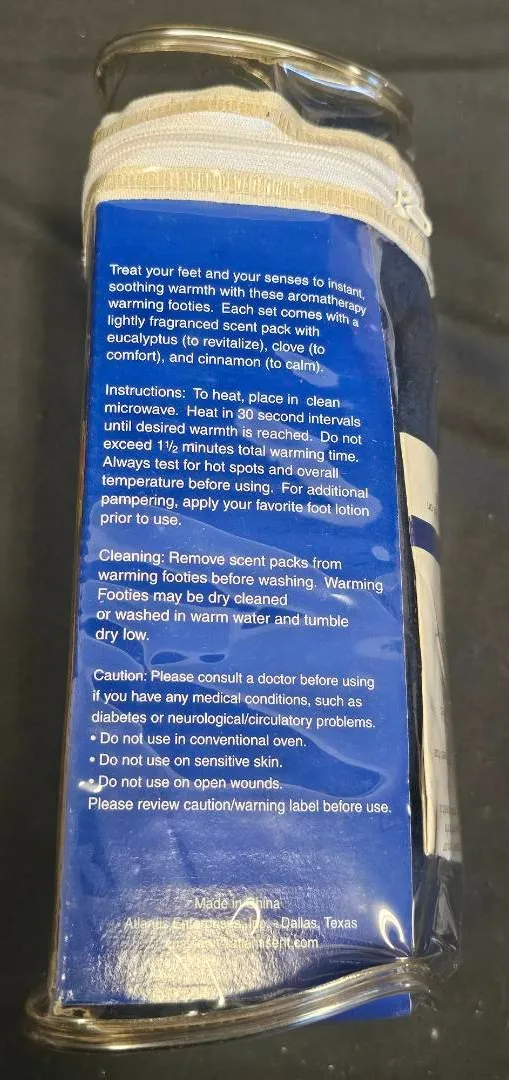 Treat your feet and your senses to instant,
soothing warmth with these aromatherapy
warming footies. Each set comes with a
lightly fragranced scent pack with
eucalyptus (to revitalize), clove (to
comfort), and cinnamon (to calm).
Instructions: To heat, place in clean
microwave. Heat in 30 second intervals
until desired warmth is reached. Do not
exceed 1½ minutes total warming time.
Always test for hot spots and overall
temperature before using. For additional
pampering, apply your favorite foot lotion
prior to use.
Cleaning: Remove scent packs from
warming footies before washing. Warming
Footies may be dry cleaned
or washed in warm water and tumble
dry low.
Caution: Please consult a doctor before using
if you have any medical conditions, such as
diabetes or neurological/circulatory problems.
• Do not use in conventional oven.
• Do not use on sensitive skin.
• Do not use on open wounds.
Please review caution/warning label before use.
Made in China
Atlantis Enterprises, Inc. - Dallas, Texas